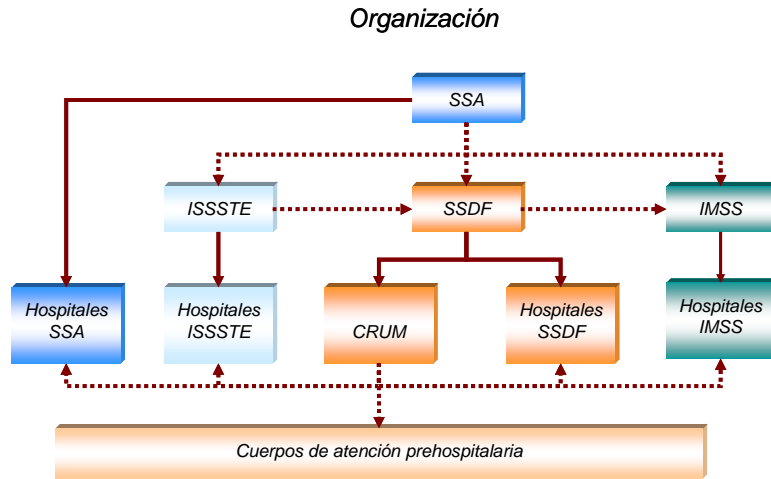 Organización
SSA
ISSSTE
SSDF
IMSS
Hospitales
SSA
Hospitales
ISSSTE
CRUM
Hospitales
SSDF
Hospitales
IMSS
Cuerpos de atención prehospitalaria